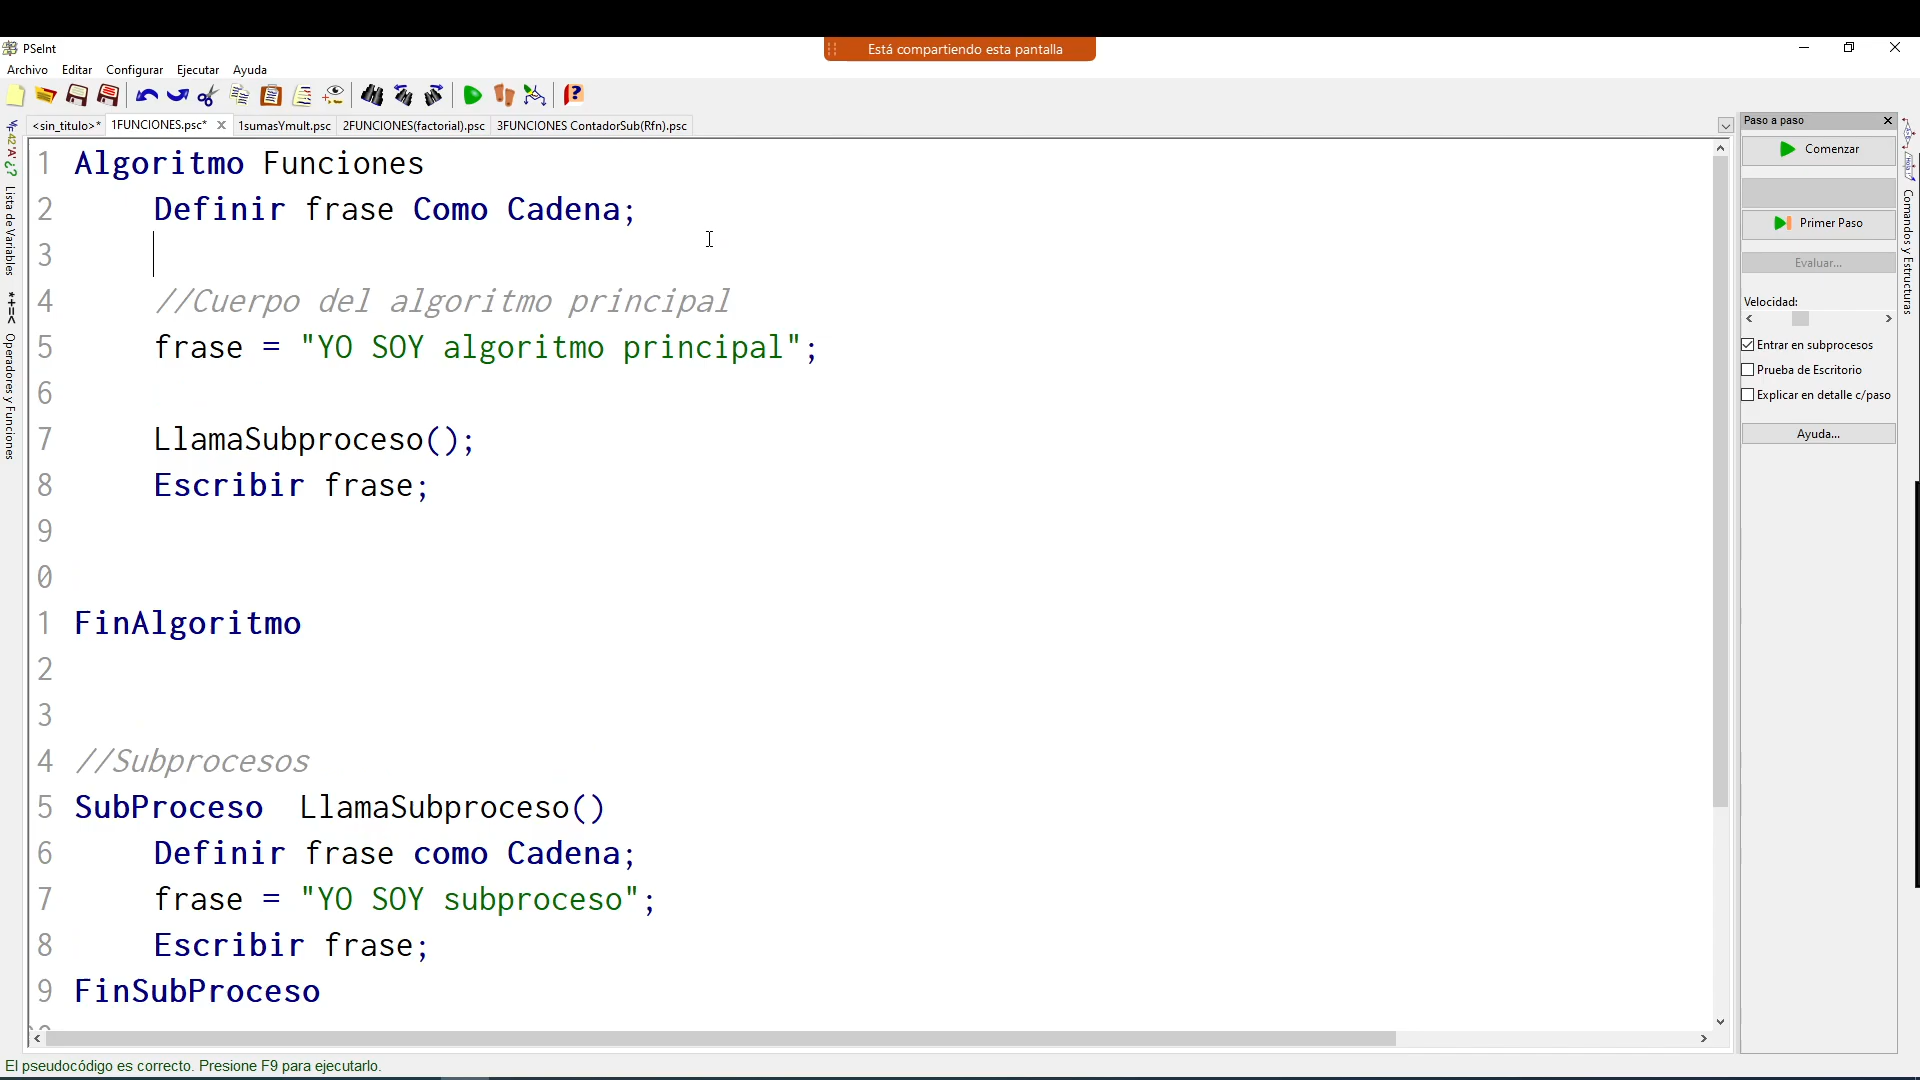 PSeInt
Está compartiendo esta pantalla
Archivo Editar Configurar Ejecutar Ayuda
<sin_titulo>* 1FUNCIONES.psc* 1sumasYmult.psc 2FUNCIONES(factorial).psc 3FUNCIONES ContadorSub(Rfn).psc
1 Algoritmo Funciones
2 Definir frase Como Cadena;
3
4 //Cuerpo del algoritmo principal
5 frase = "YO SOY algoritmo principal";
6
7 LlamaSubproceso();
8 Escribir frase;
9
0
1 FinAlgoritmo
2
3
4 //Subprocesos
5 SubProceso LlamaSubproceso()
6 Definir frase como Cadena;
7 frase = "YO SOY subproceso";
8 Escribir frase;
9 FinSubProceso
El pseudocódigo es correcto. Presione F9 para ejecutarlo.
Lista de Variables
*+=< Operadores y Funciones
Paso a paso
Comenzar
Primer Paso
Evaluar...
Velocidad:
Entrar en subprocesos
Prueba de Escritorio
Explicar en detalle c/paso
Ayuda...
Comandos y Estructuras